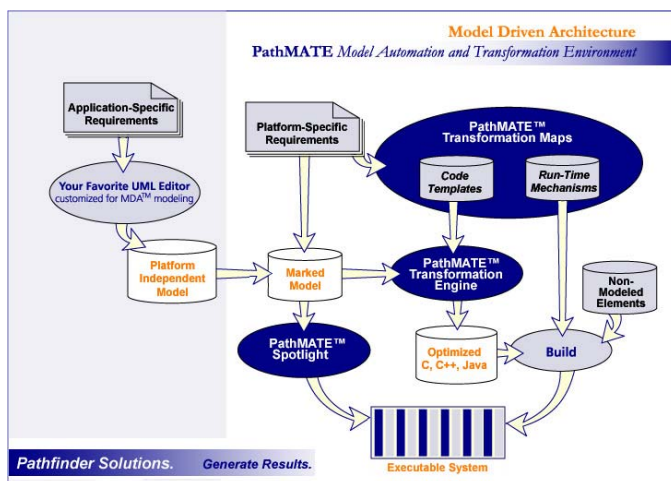 Model Driven Architecture
PathMATE Model Automation and Transformation Environment
Application-Specific
Requirements
Platform-Specific
Requirements
PathMATE™
Transformation Maps
Code
Templates
Run-Time
Mechanisms
Your Favorite UML Editor
customized for MDA™ modeling
Platform
Independent
Model
Marked
Model
PathMATE™
Transformation
Engine
Non-
Modeled
Elements
PathMATE™
Spotlight
Optimized
C, C++, Java
Build
Executable System
Pathfinder Solutions. Generate Results.